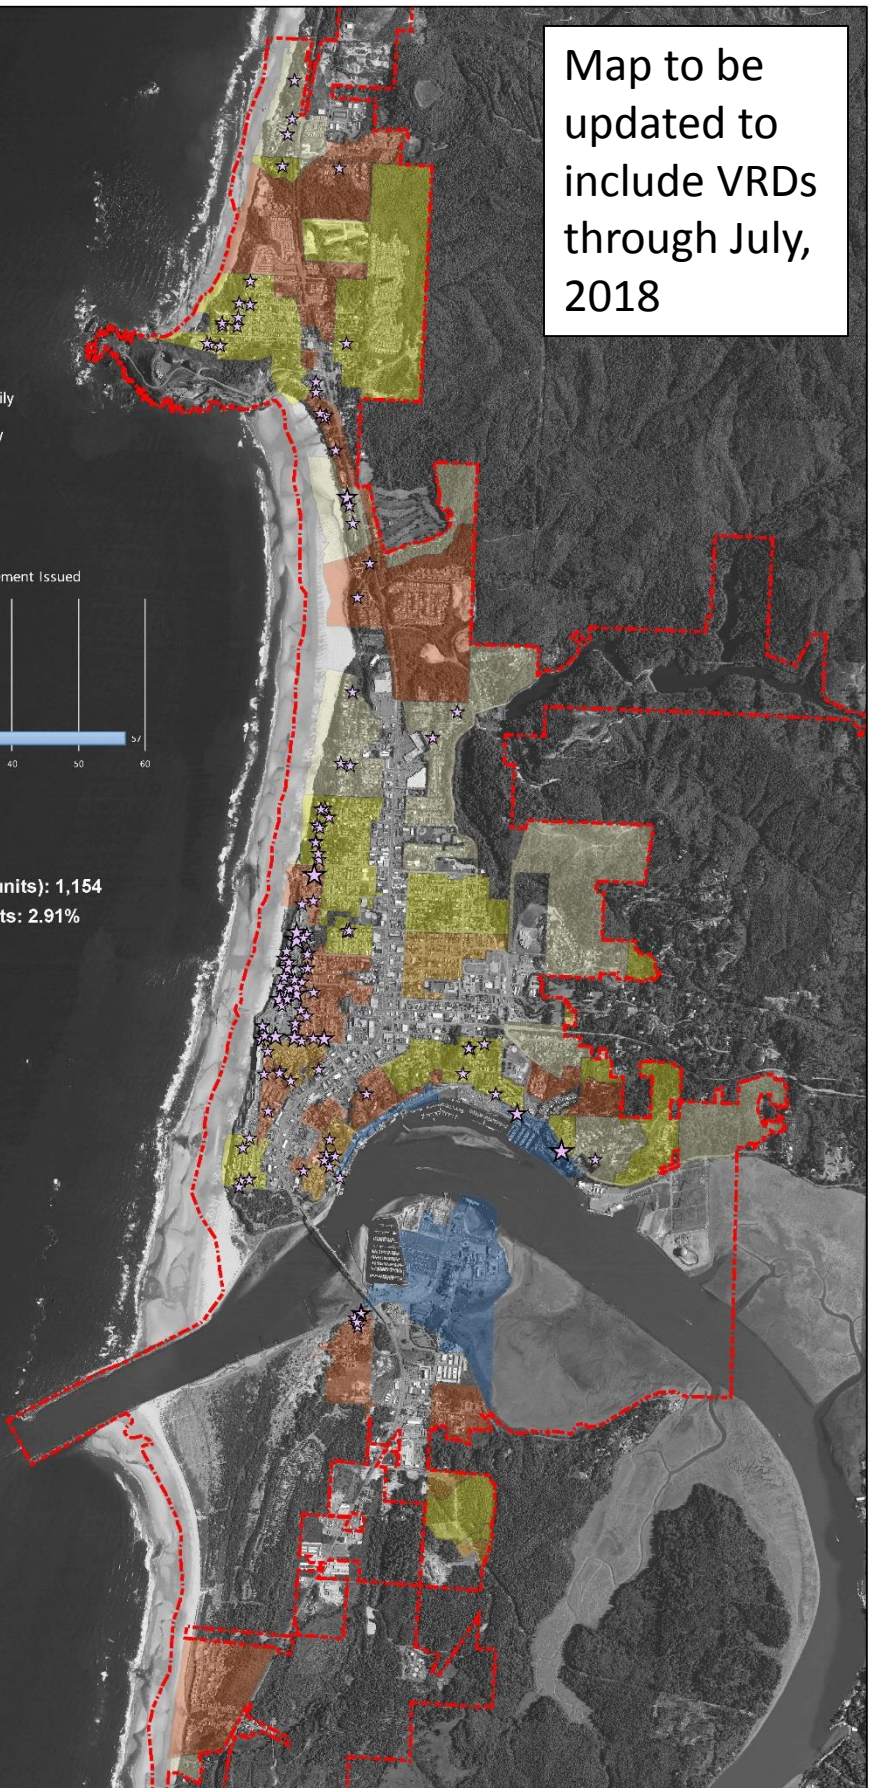 Map to be
updated to
include VRDs
through July,
2018
ily
y
ement Issued
57
40 50 60
units): 1,154
ts: 2.91%